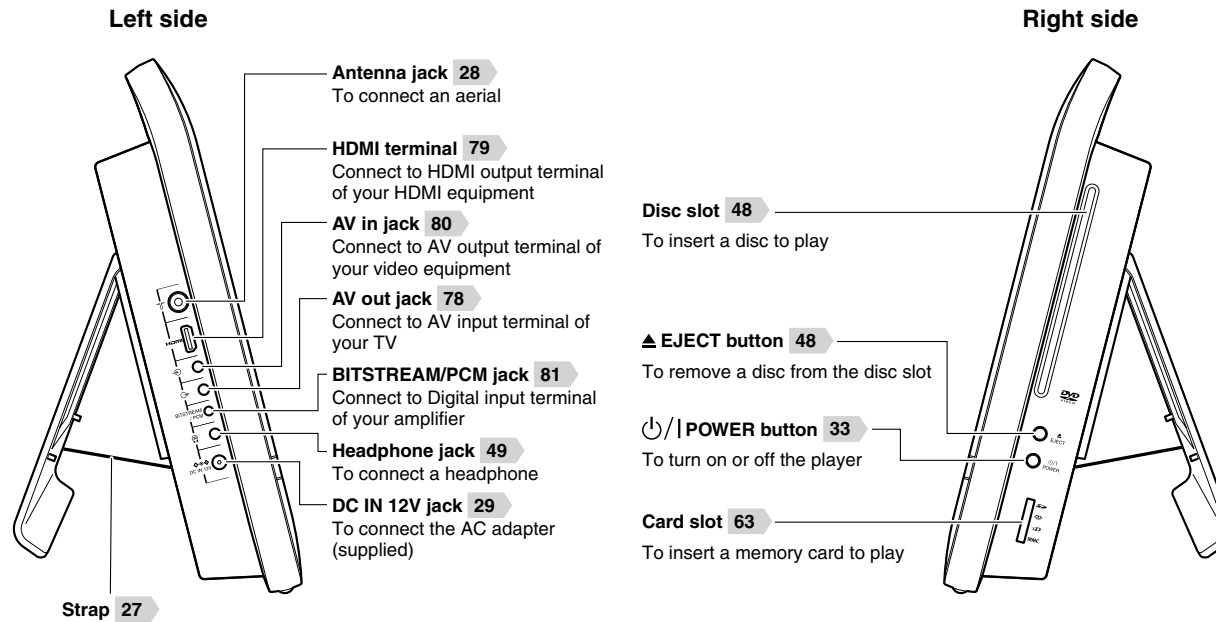 Left side
Antenna jack 28
To connect an aerial
HDMI terminal 79
Connect to HDMI output terminal
of your HDMI equipment
AV in jack 80
Connect to AV output terminal of
your video equipment
AV out jack 78
Connect to AV input terminal of
your TV
BITSTREAM/PCM jack 81
Connect to Digital input terminal
of your amplifier
Headphone jack 49
To connect a headphone
DC IN 12V jack 29
To connect the AC adapter
(supplied)
Strap 27
HDMI
BITSTREAM
/PCM
DC IN 12V
Right side
Disc slot 48
To insert a disc to play
EJECT button 48
To remove a disc from the disc slot
/ I POWER button 33
To turn on or off the player
Card slot 63
To insert a memory card to play
DVD
VIDEO
EJECT
POWER
SD
MMC